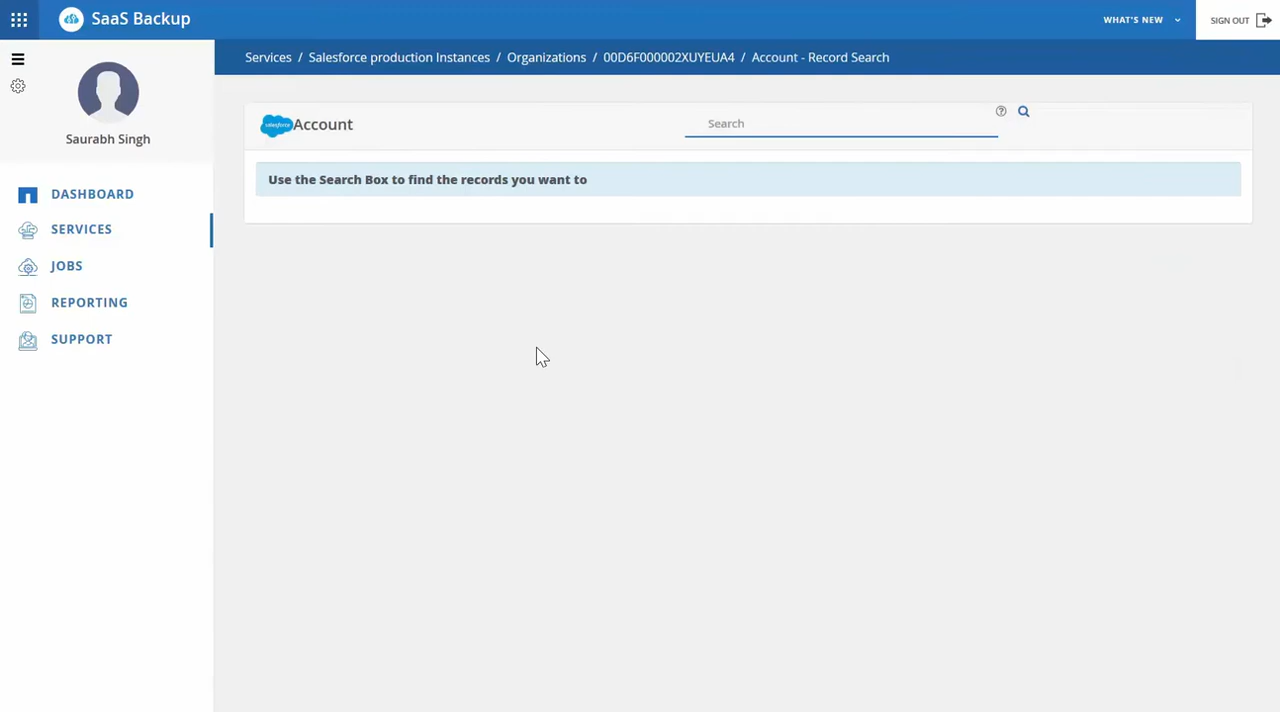 SaaS Backup
WHAT'S NEW
SIGN OUT
Services / Salesforce production Instances / Organizations / 00D6F000002XUYEUA4 / Account - Record Search
Saurabh Singh
DASHBOARD
SERVICES
JOBS
REPORTING
SUPPORT
salesforce Account
Search
?
Use the Search Box to find the records you want to